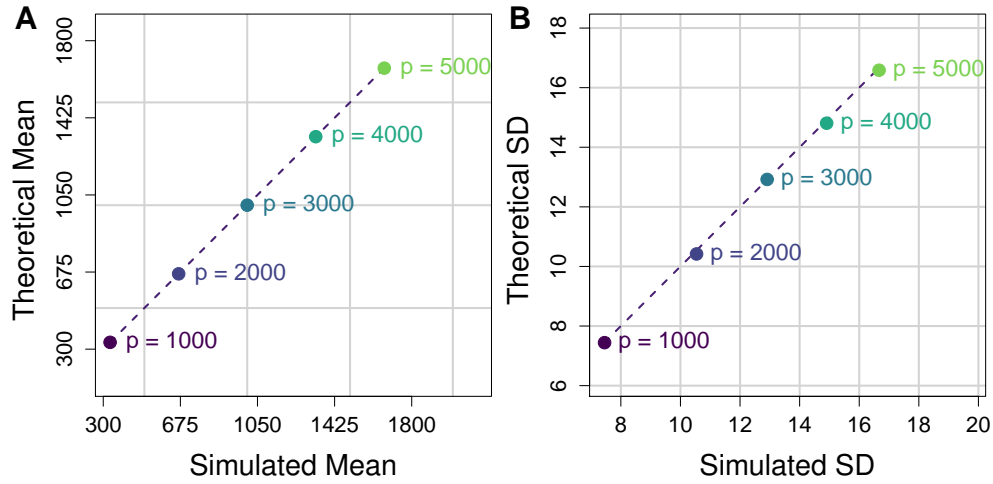 A
Theoretical Mean
1800
1425
1050
675
300
p = 5000
p = 4000
p = 3000
p = 2000
p = 1000
300 675 1050 1425 1800
Simulated Mean
B
Theoretical SD
18
16
14
12
10
8
6
p = 5000
p = 4000
p = 3000
p = 2000
p = 1000
8 10 12 14 16 18 20
Simulated SD